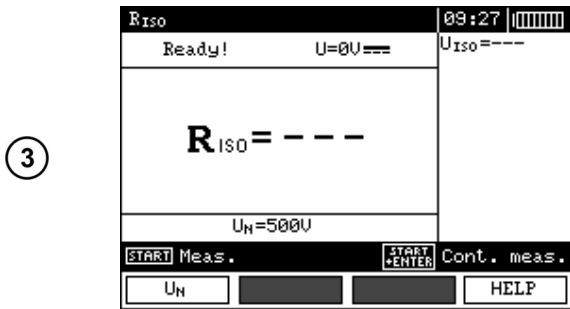 RISO 09:27
Ready! U=0V UISO=---
3
RISO=---
UN=500V
START Meas. START +ENTER Cont. meas.
UN HELP